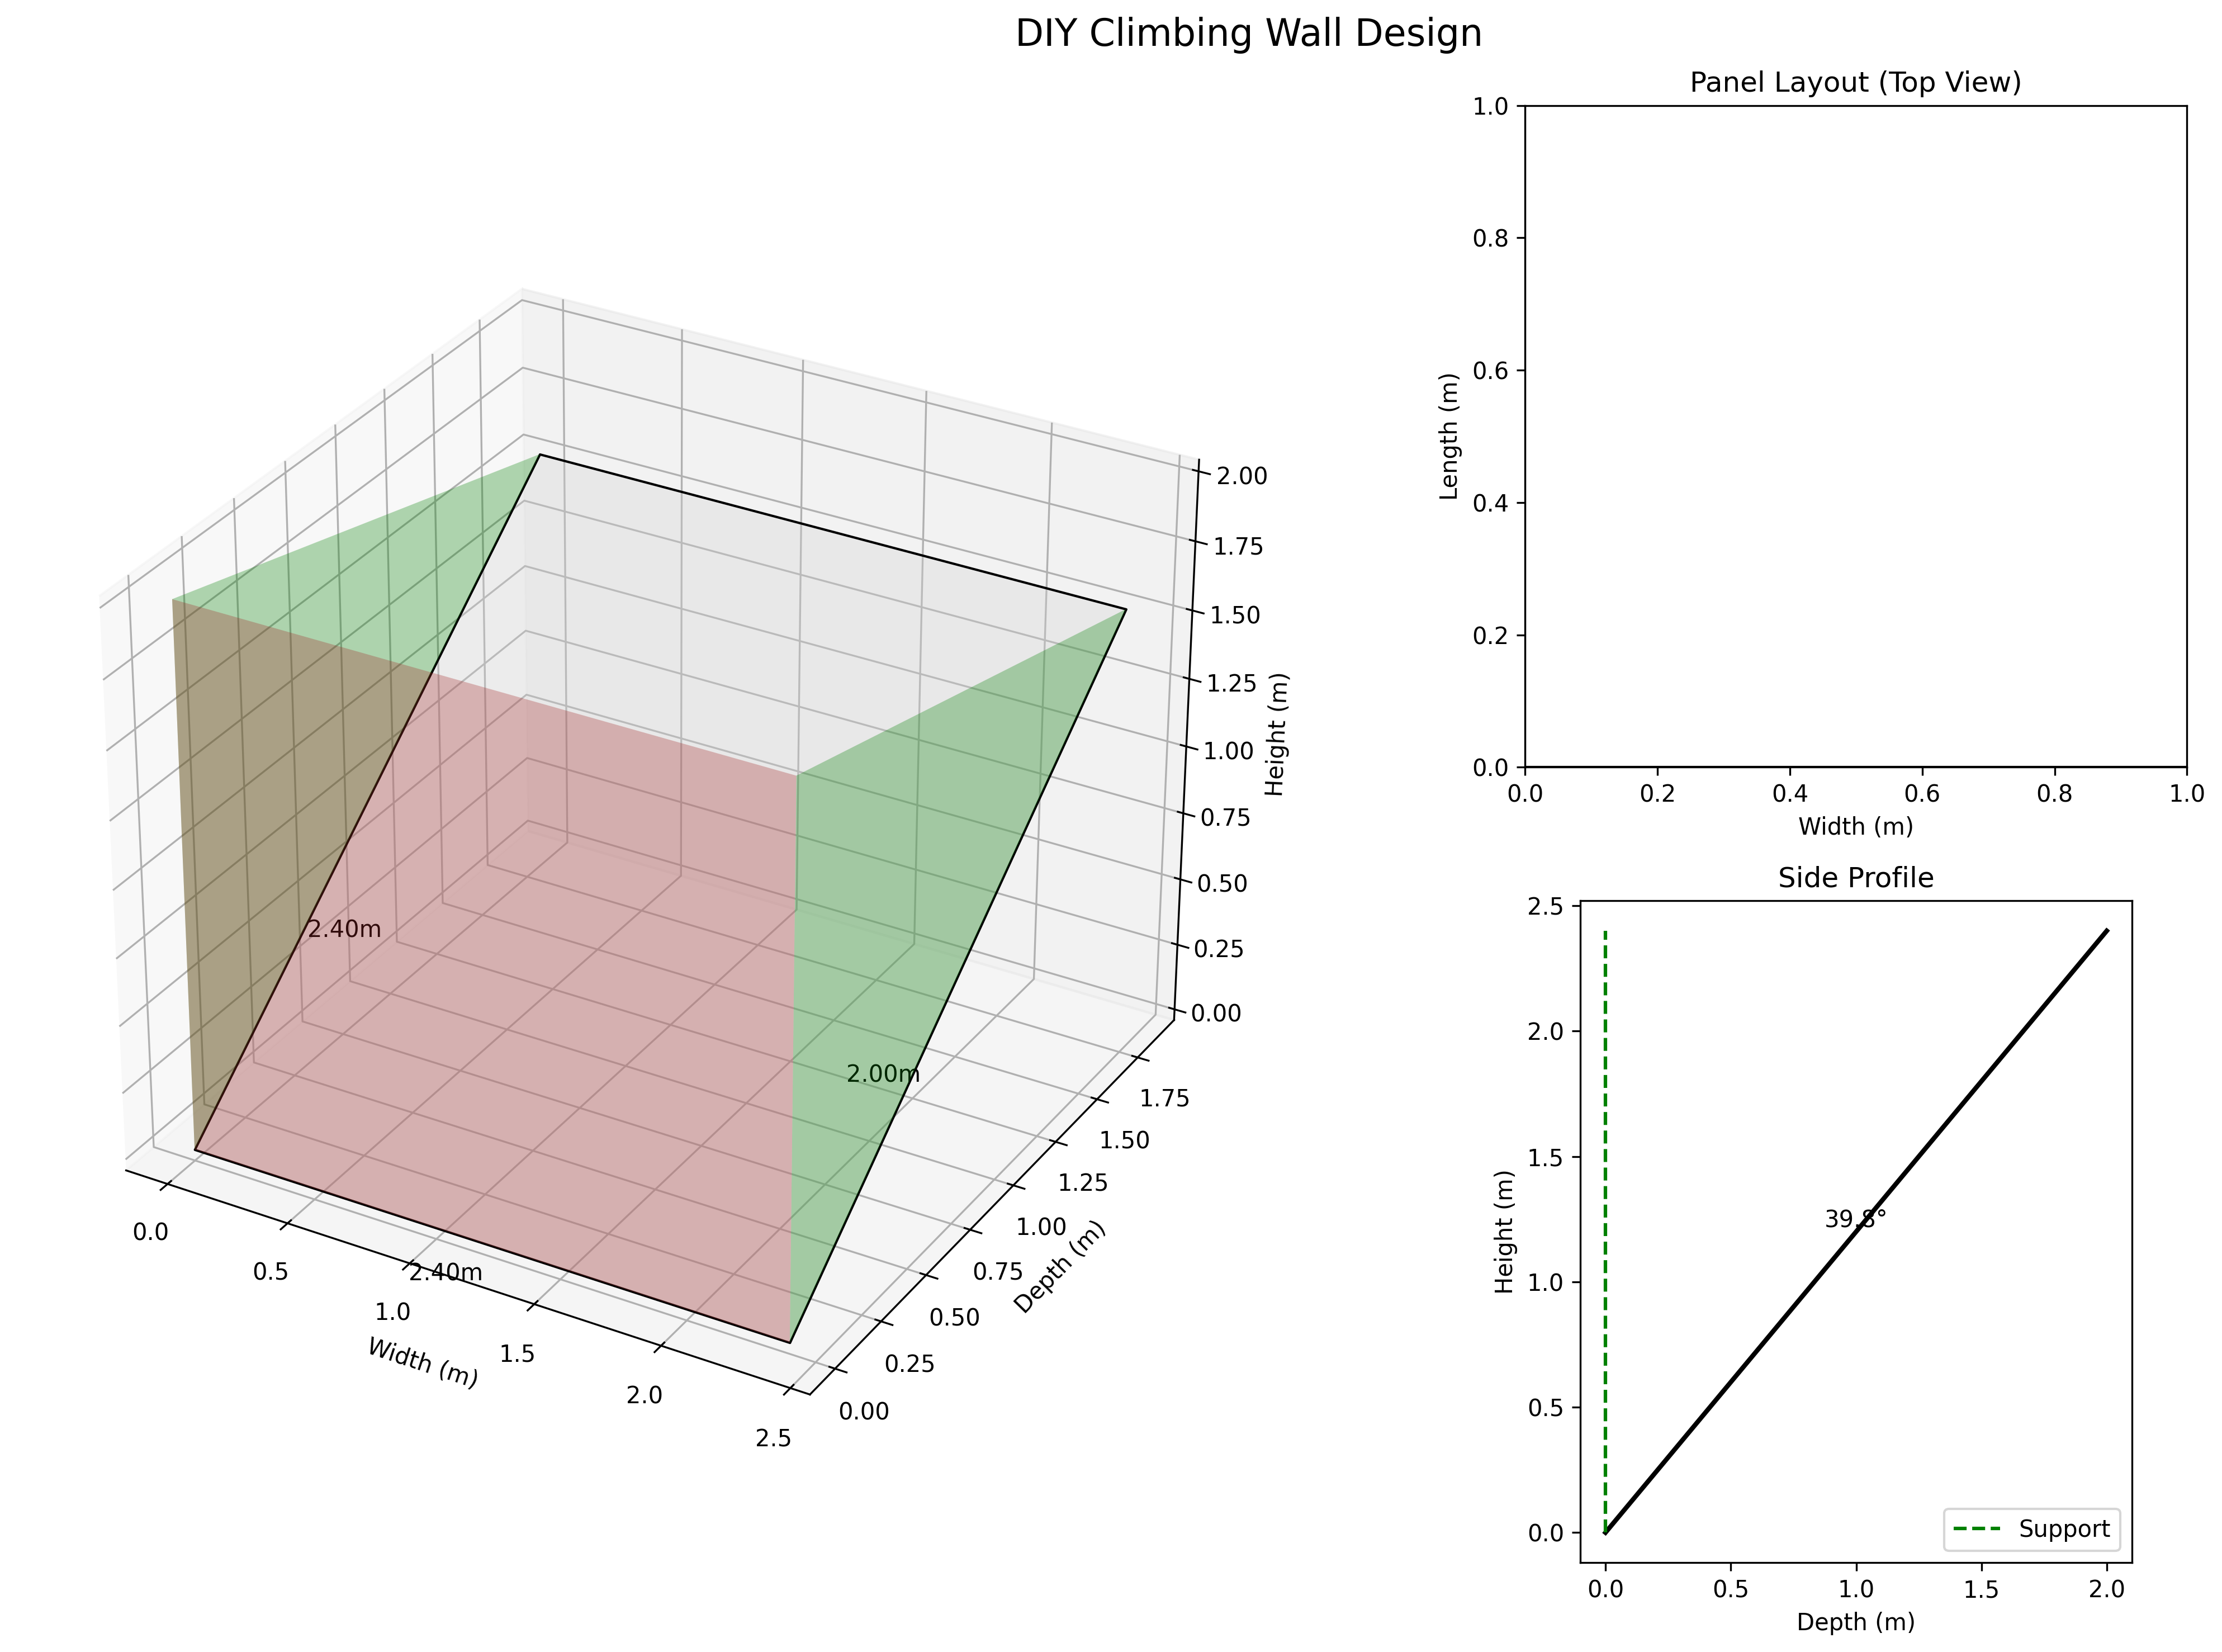 DIY Climbing Wall Design
2.00
1.75
1.50
1.25
1.00
0.75
0.50
0.25
0.00
Height (m)
2.40m
2.00m
2.40m
0.0
0.5
1.0
1.5
2.0
2.5
Width (m)
0.00
0.25
0.50
0.75
1.00
1.25
1.50
1.75
Depth (m)
Panel Layout (Top View)
1.0
0.8
0.6
0.4
0.2
0.0
Length (m)
0.0 0.2 0.4 0.6 0.8 1.0
Width (m)
Side Profile
2.5
2.0
1.5
1.0
0.5
0.0
Height (m)
39.8°
Support
0.0 0.5 1.0 1.5 2.0
Depth (m)